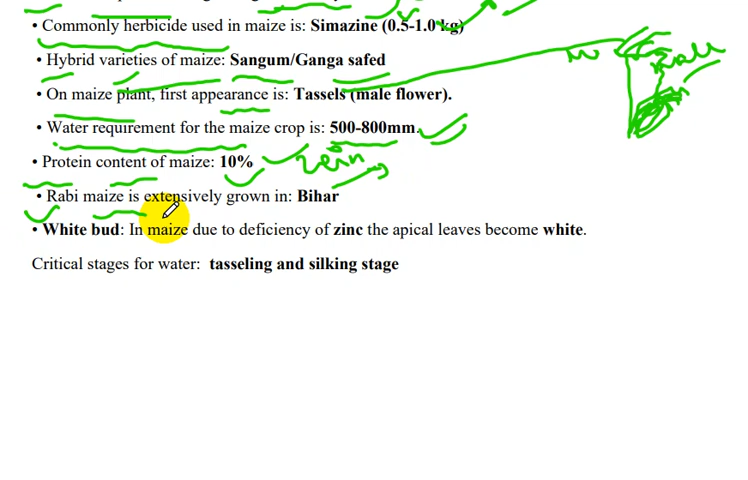 • Commonly herbicide used in maize is: Simazine (0.5-1.0 kg)
• Hybrid varieties of maize: Sangum/Ganga safed
• On maize plant, first appearance is: Tassels (male flower).
• Water requirement for the maize crop is: 500-800mm.
• Protein content of maize: 10% Zein
• Rabi maize is extensively grown in: Bihar
• White bud: In maize due to deficiency of zinc the apical leaves become white.
Critical stages for water: tasseling and silking stage